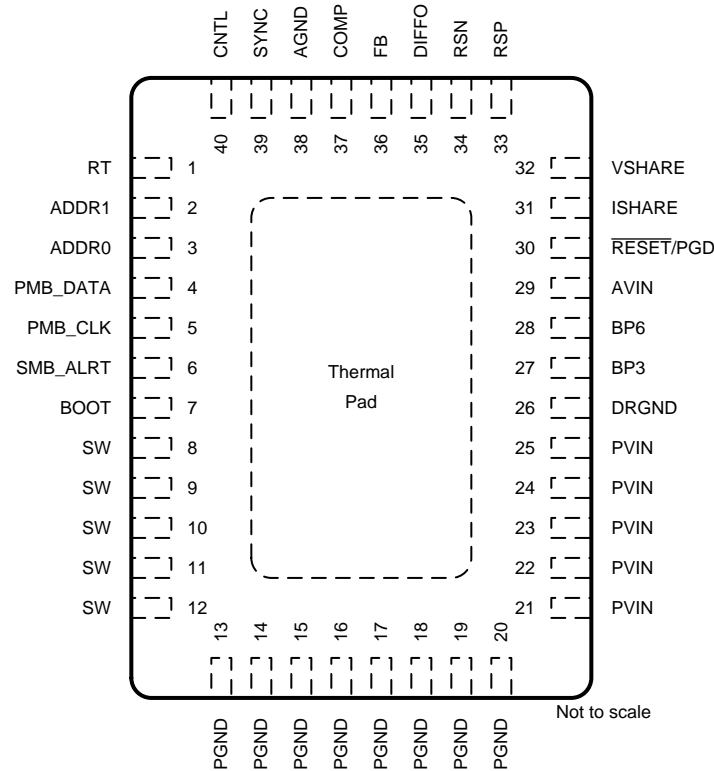 CNTL SYNC AGND COMP FB DIFFO RSN RSP
40 39 38 37 36 35 34 33
RT 1 32 VSHARE
ADDR1 2 31 ISHARE
ADDR0 3 30 RESET/PGD
PMB_DATA 4 29 AVIN
PMB_CLK 5 28 BP6
SMB_ALRT 6 27 BP3
Thermal
Pad
BOOT 7 26 DRGND
SW 8 25 PVIN
SW 9 24 PVIN
SW 10 23 PVIN
SW 11 22 PVIN
SW 12 21 PVIN
13 14 15 16 17 18 19 20
PGND PGND PGND PGND PGND PGND PGND PGND
Not to scale